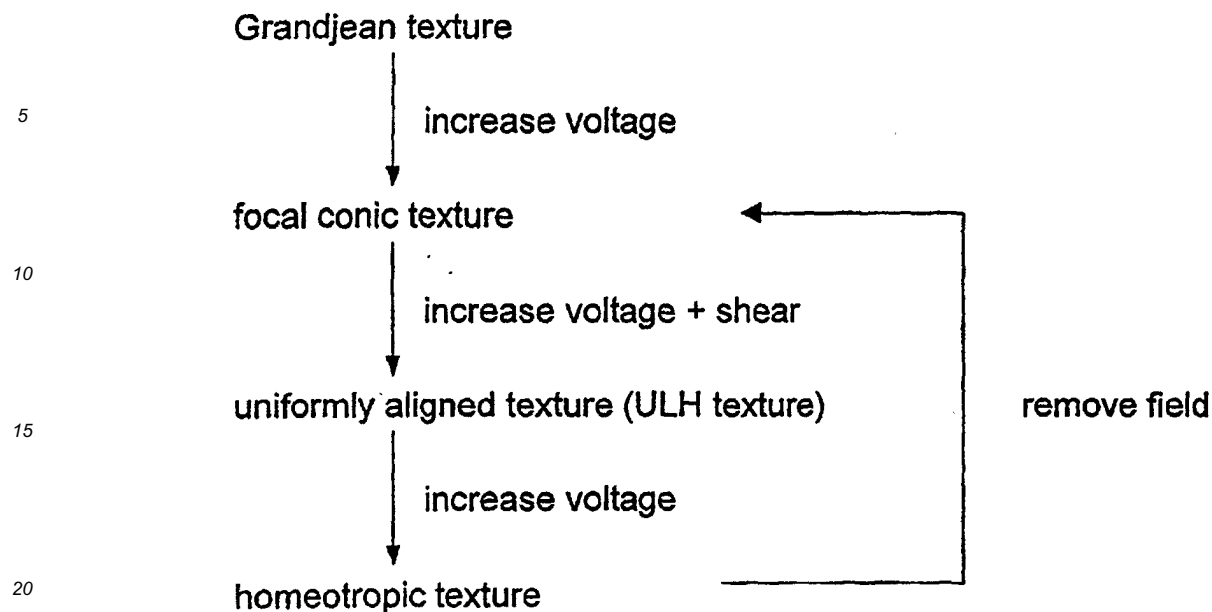 Grandjean texture
5
increase voltage
focal conic texture
10
increase voltage + shear
uniformly aligned texture (ULH texture)
remove field
15
increase voltage
20
homeotropic texture